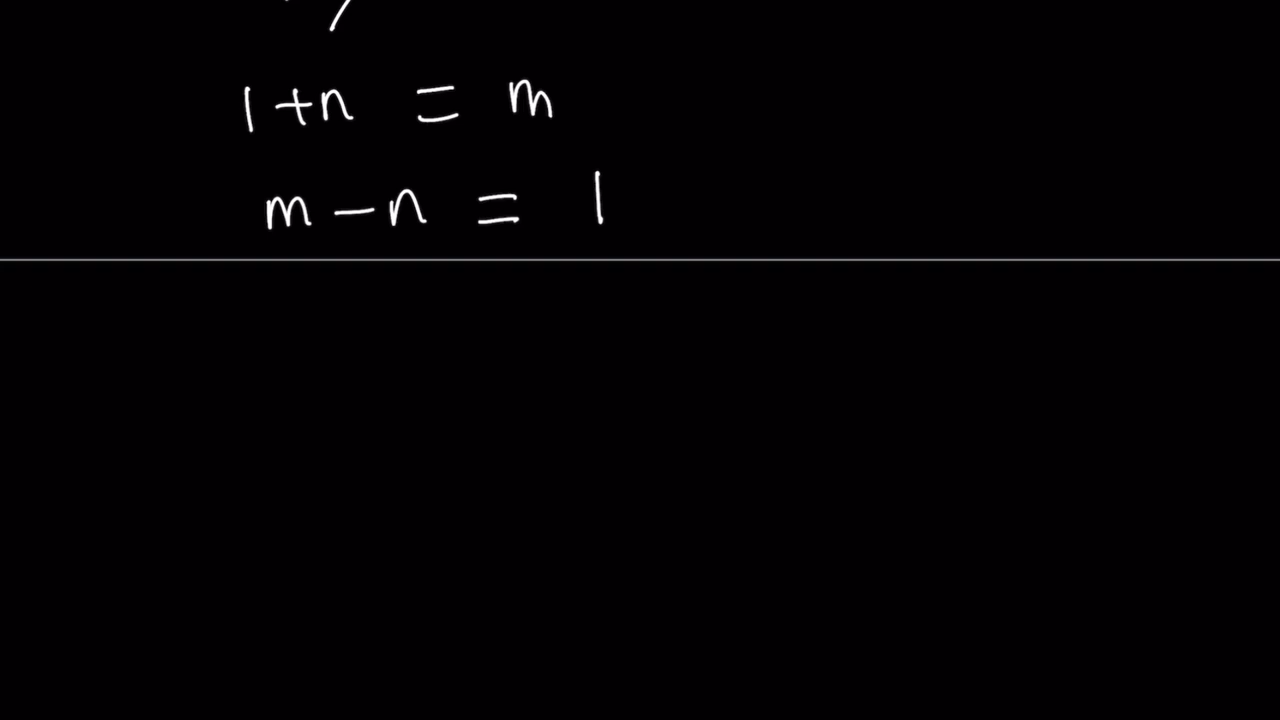 1 + n = m
m - n = 1